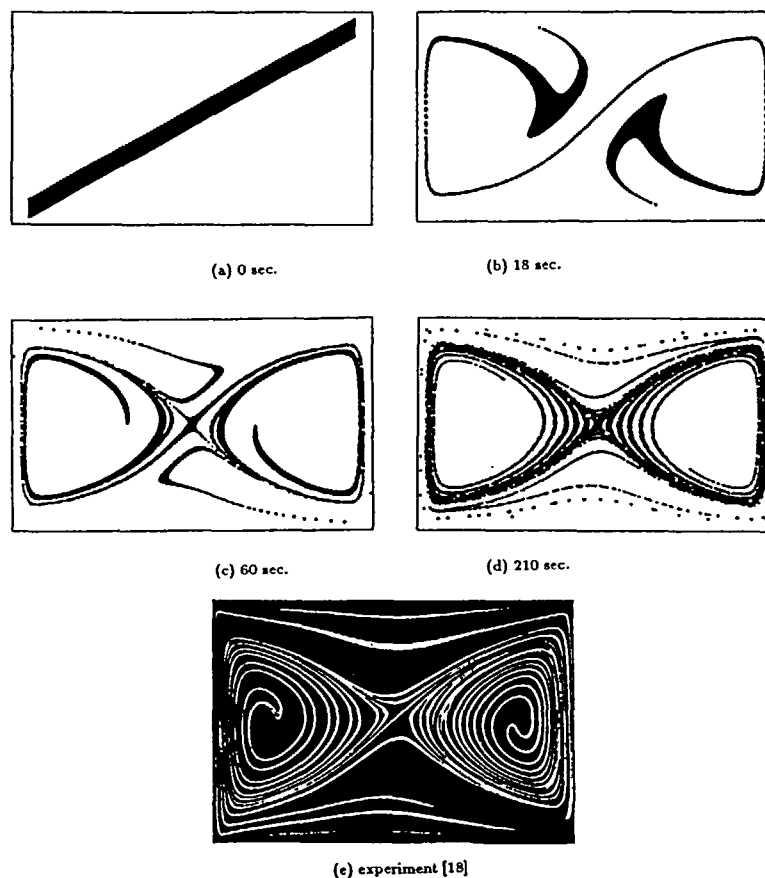 (a) 0 sec.
(b) 18 sec.
(c) 60 sec.
(d) 210 sec.
(e) experiment [18]